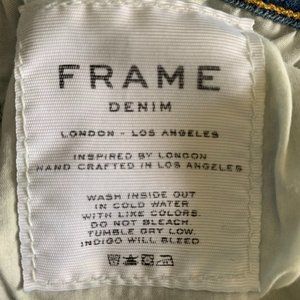 FRAME
DENIM
LONDON - LOS ANGELES
INSPIRED BY LONDON
HAND CRAFTED IN LOS ANGELES
WASH INSIDE OUT
IN COLD WATER
WITH LIKE COLORS.
DO NOT BLEACH
TUMBLE DRY LOW.
INDIGO WILL BLEED